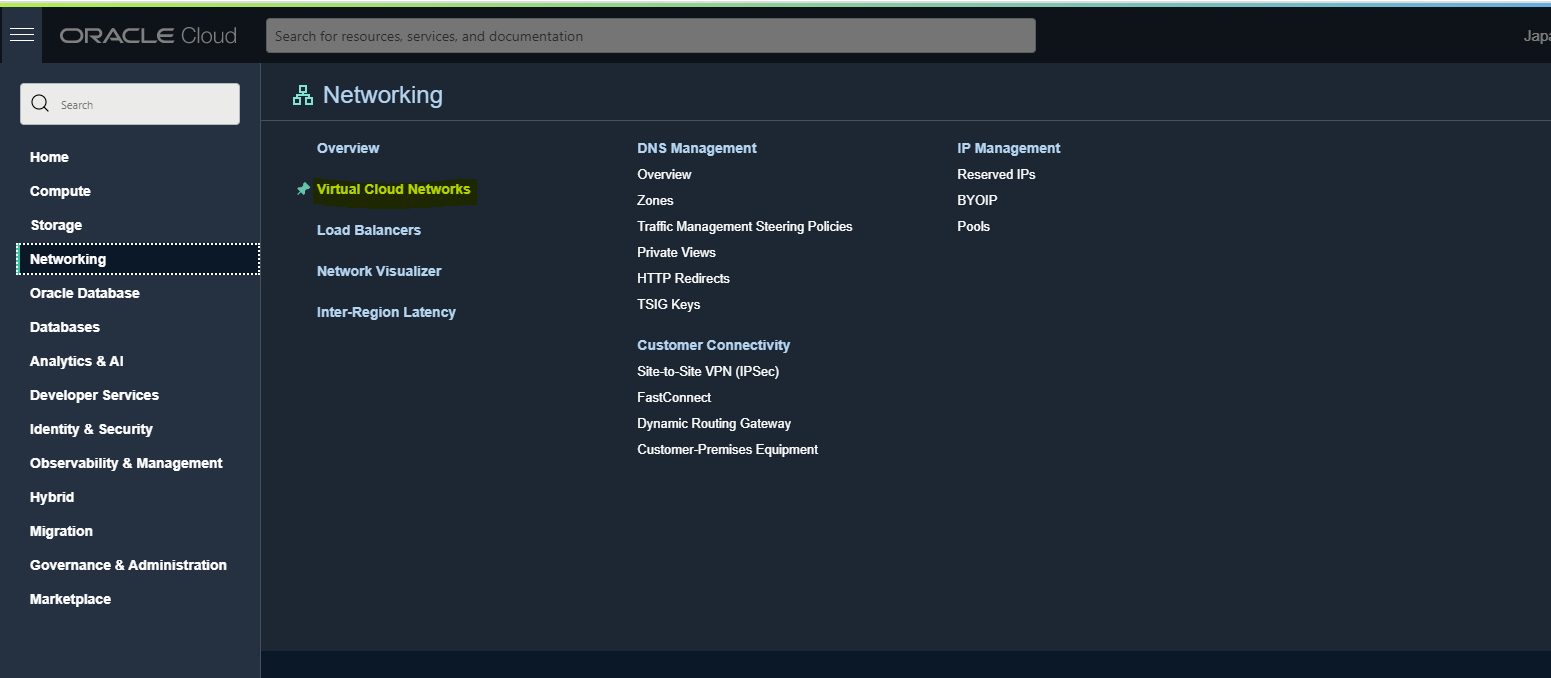 ORACLE Cloud
Search for resources, services, and documentation
Search
Home
Compute
Storage
Networking
Oracle Database
Databases
Analytics & AI
Developer Services
Identity & Security
Observability & Management
Hybrid
Migration
Governance & Administration
Marketplace
Networking
Overview
Virtual Cloud Networks
Load Balancers
Network Visualizer
Inter-Region Latency
DNS Management
Overview
Zones
Traffic Management Steering Policies
Private Views
HTTP Redirects
TSIG Keys
Customer Connectivity
Site-to-Site VPN (IPSec)
FastConnect
Dynamic Routing Gateway
Customer-Premises Equipment
IP Management
Reserved IPs
BYOIP
Pools